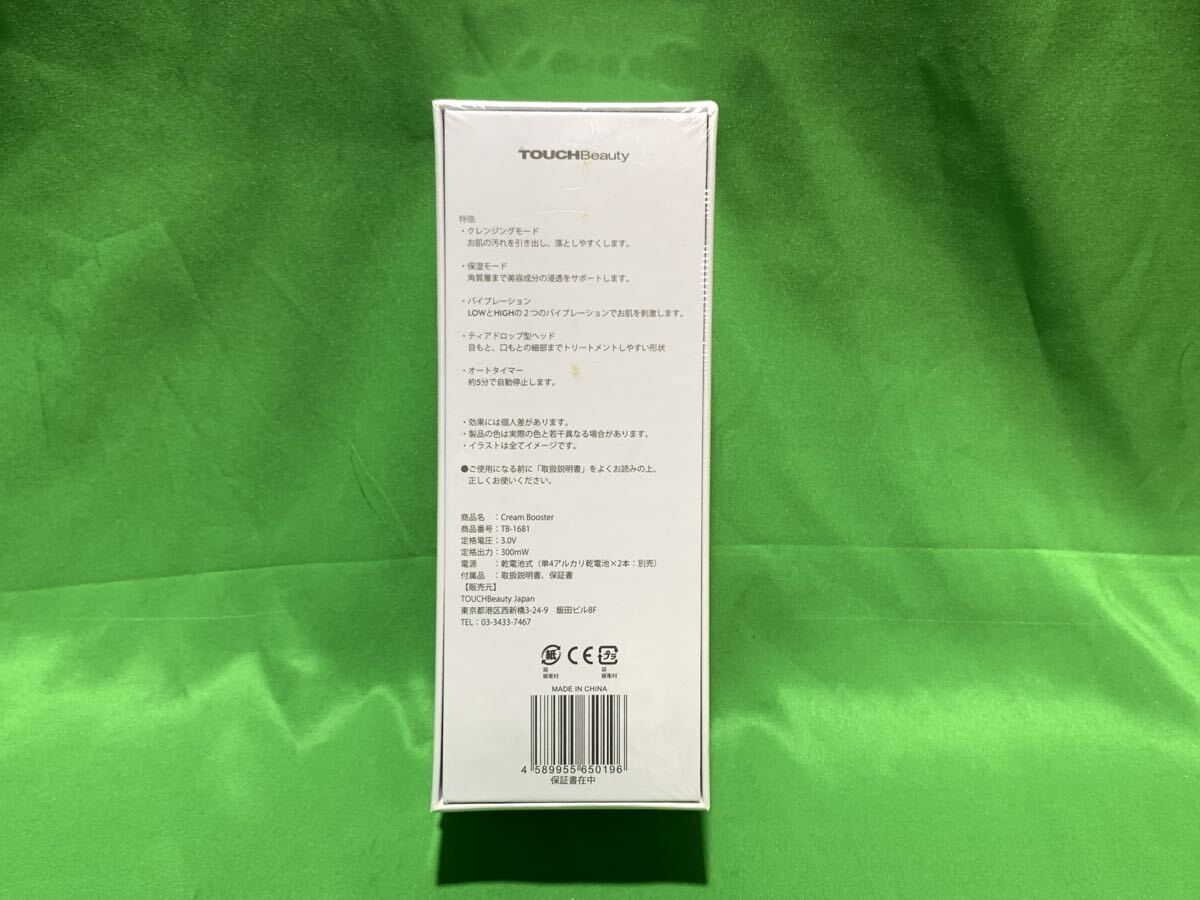 TOUCHBeauty
特徴:
・クレンジングモード
お肌の汚れを引き出し、落としやすくします。
・保湿モード
角質層まで美容成分の浸透をサポートします。
・バイブレーション
LOWとHIGHの２つのバイブレーションでお肌を刺激します。
・ティアドロップ型ヘッド
目もと、口もとの細部までトリートメントしやすい形状
・オートタイマー
約5分で自動停止します。
・効果には個人差があります。
・製品の色は実際の色と若干異なる場合があります。
・イラストは全てイメージです。
●ご使用になる前に「取扱説明書」をよくお読みの上、
正しくお使いください。
商品名　：Cream Booster
商品番号：TB-1681
定格電圧：3.0V
定格出力：300mW
電源　　：乾電池式（単4アルカリ乾電池×2本：別売）
付属品　：取扱説明書、保証書
【販売元】
TOUCHBeauty Japan
東京都港区西新橋3-24-9　飯田ビル8F
TEL：03-3433-7467
紙 CE プラ
箱 袋
緩衝材 緩衝材
MADE IN CHINA
4 589955 650196
保証書在中